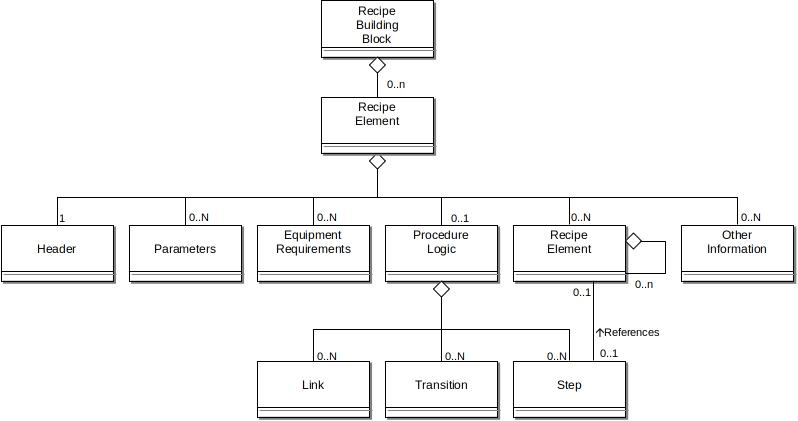 Recipe
Building
Block
0..n
Recipe
Element
1
0..N
0..N
0..1
0..N
0..N
Header
Parameters
Equipment
Requirements
Procedure
Logic
Recipe
Element
Other
Information
0..n
0..1
↑References
0..N
0..N
0..N
0..1
Link
Transition
Step